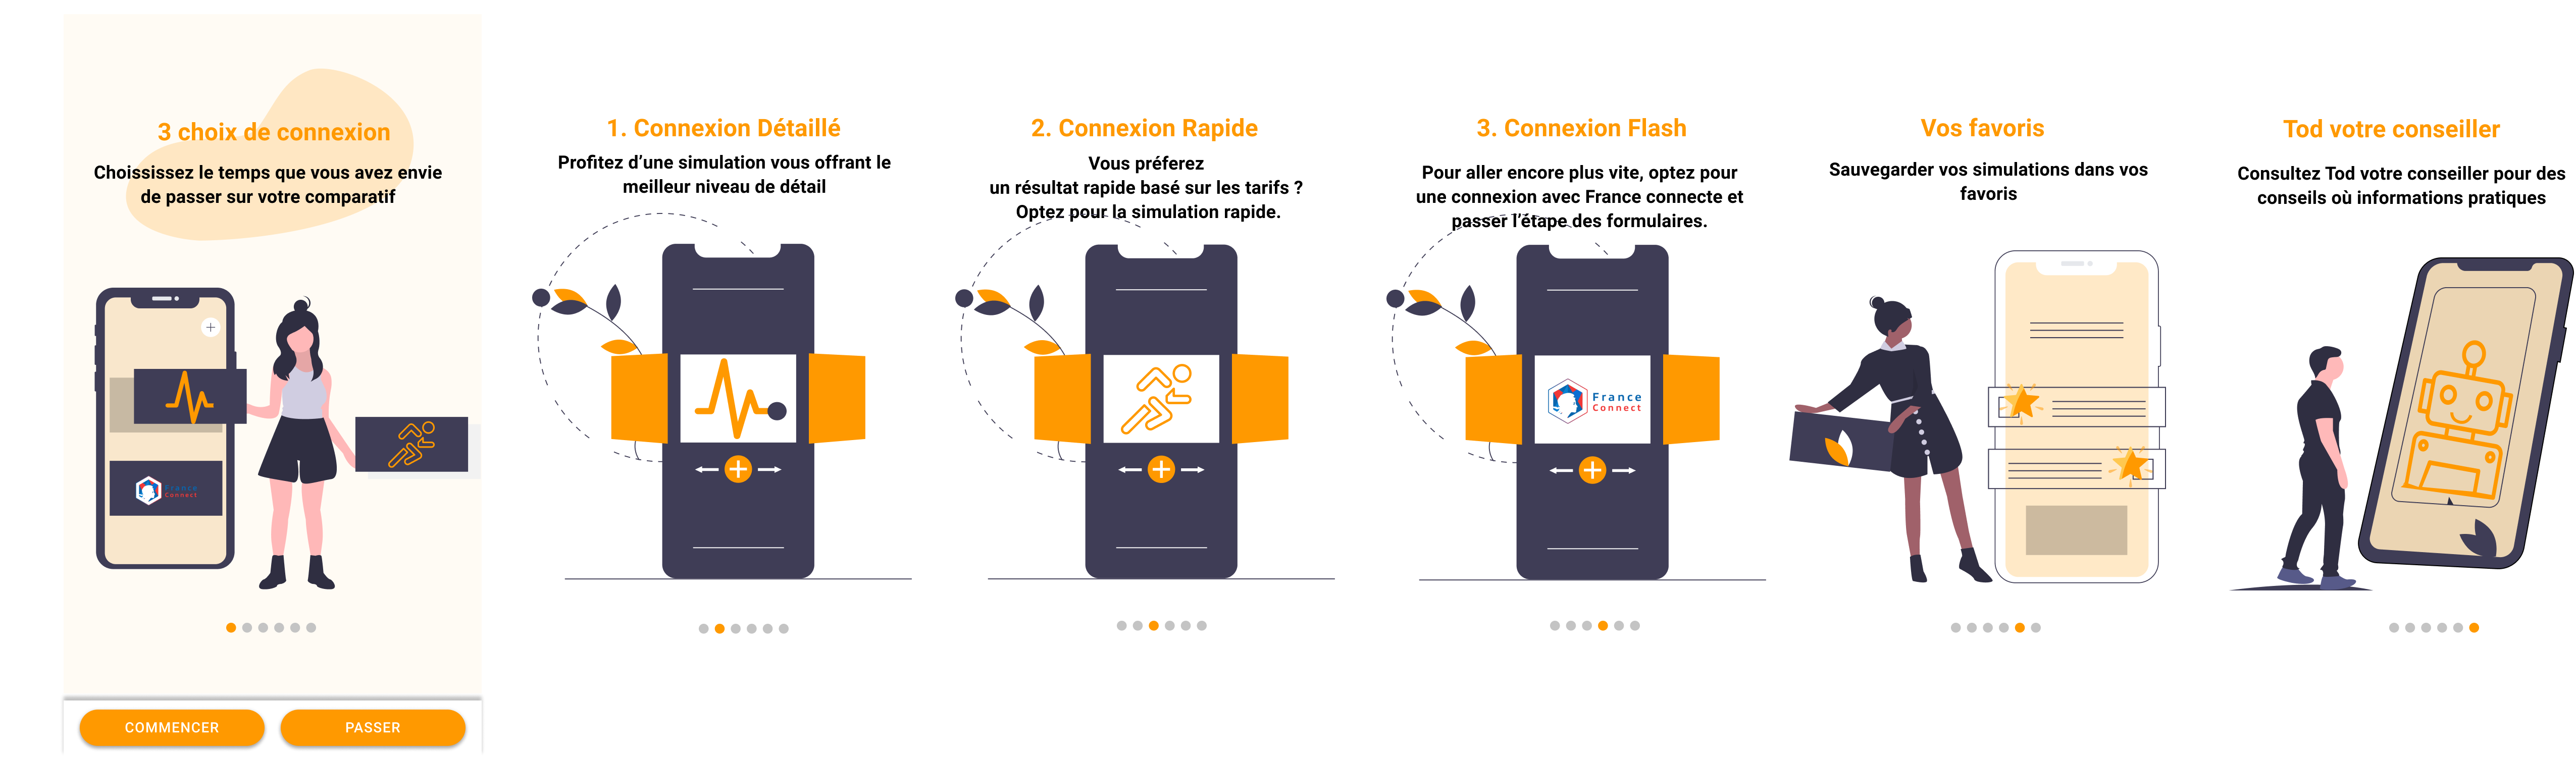 3 choix de connexion
Choississez le temps que vous avez envie
de passer sur votre comparatif
France
Connect
COMMENCER
PASSER
1. Connexion Détaillé
Profitez d’une simulation vous offrant le
meilleur niveau de détail
2. Connexion Rapide
Vous préferez
un résultat rapide basé sur les tarifs ?
Optez pour la simulation rapide.
3. Connexion Flash
Pour aller encore plus vite, optez pour
une connexion avec France connecte et
passer l’étape des formulaires.
France
Connect
Vos favoris
Sauvegarder vos simulations dans vos
favoris
Tod votre conseiller
Consultez Tod votre conseiller pour des
conseils où informations pratiques